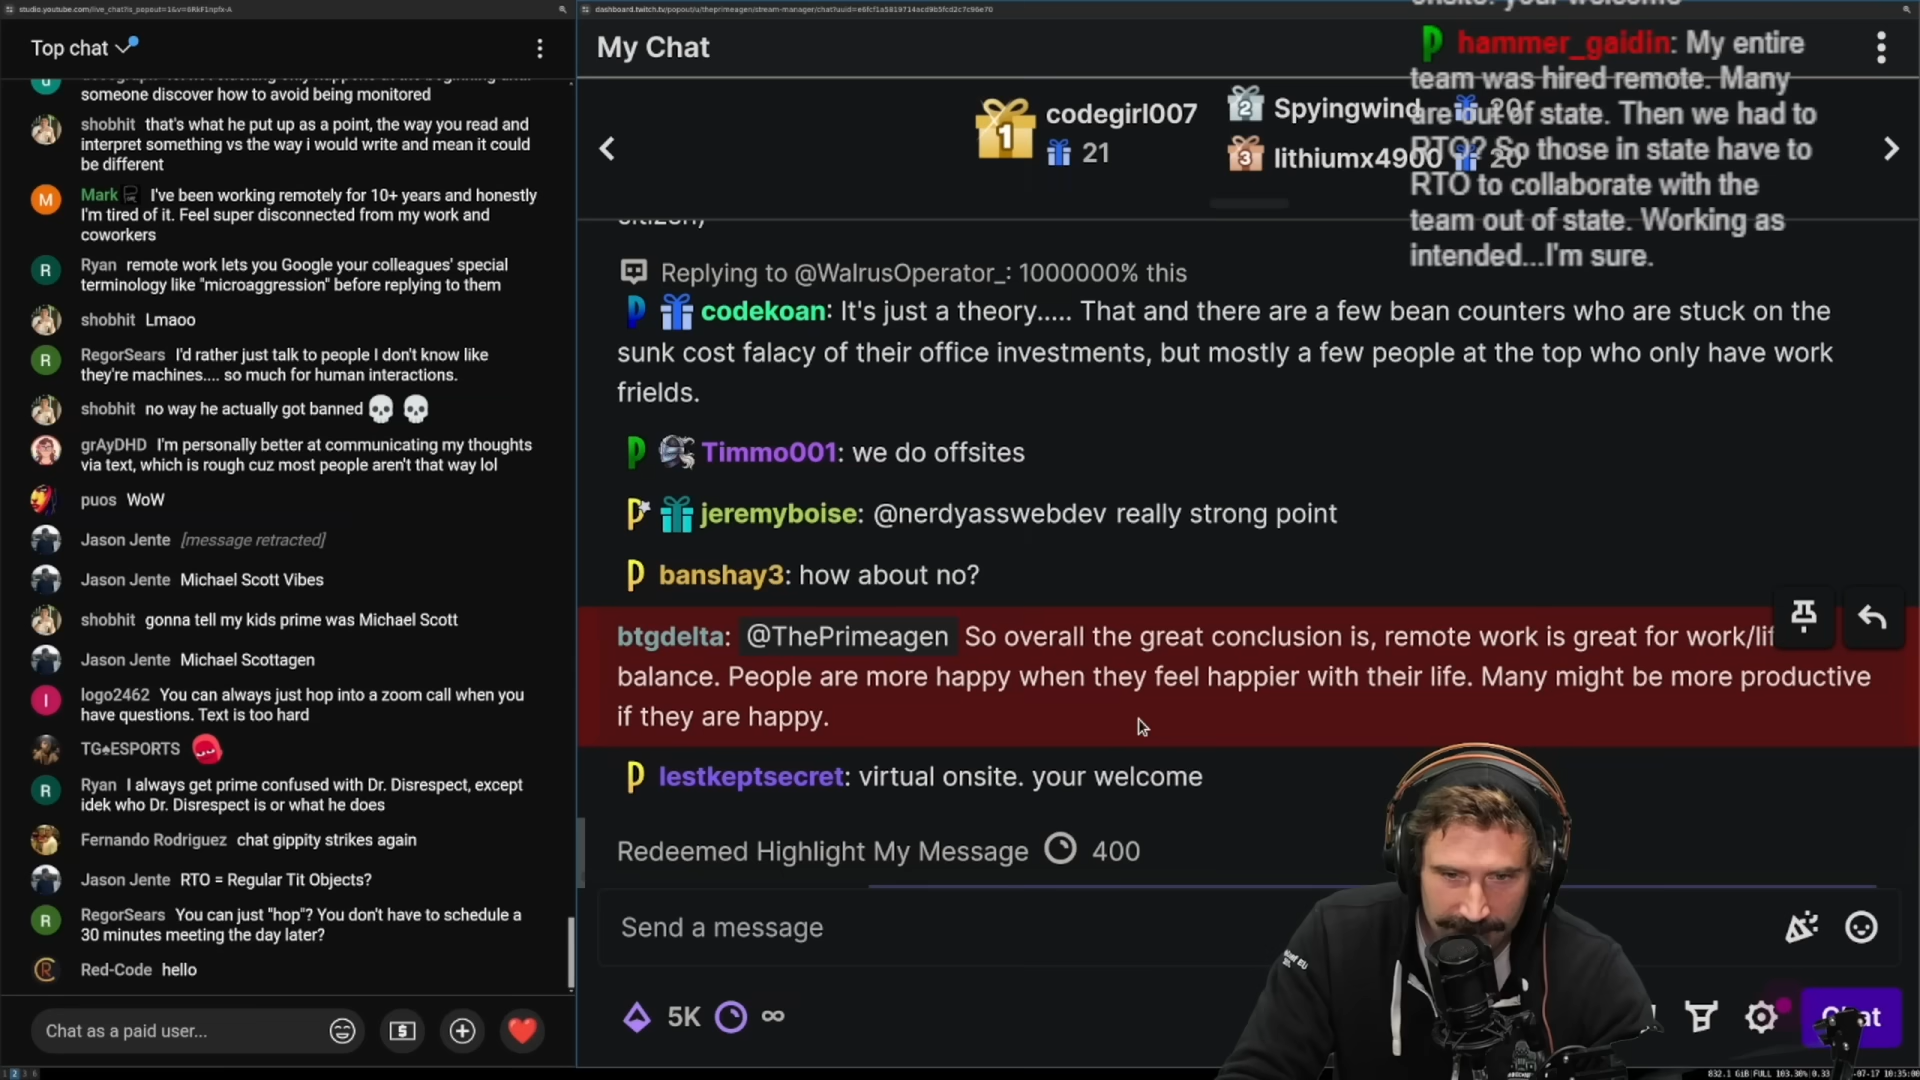 studio.youtube.com/live_chat?is_popout=1&v=6RkF1npfx-A
Top chat
someone discover how to avoid being monitored
shobhit that's what he put up as a point, the way you read and
interpret something vs the way i would write and mean it could
be different
Mark I've been working remotely for 10+ years and honestly
I'm tired of it. Feel super disconnected from my work and
coworkers
Ryan remote work lets you Google your colleagues' special
terminology like "microaggression" before replying to them
shobhit Lmaoo
RegorSears I'd rather just talk to people I don't know like
they're machines.... so much for human interactions.
shobhit no way he actually got banned
grAyDHD I'm personally better at communicating my thoughts
via text, which is rough cuz most people aren't that way lol
puos WoW
Jason Jente [message retracted]
Jason Jente Michael Scott Vibes
shobhit gonna tell my kids prime was Michael Scott
Jason Jente Michael Scottagen
logo2462 You can always just hop into a zoom call when you
have questions. Text is too hard
TG♠ESPORTS
Ryan I always get prime confused with Dr. Disrespect, except
idek who Dr. Disrespect is or what he does
Fernando Rodriguez chat gippity strikes again
Jason Jente RTO = Regular Tit Objects?
RegorSears You can just "hop"? You don't have to schedule a
30 minutes meeting the day later?
Red-Code hello
Chat as a paid user...
My Chat
1 codegirl007
21
2 Spyingwind 20
3 lithiumx4900 20
Replying to @WalrusOperator_: 1000000% this
codekoan: It's just a theory..... That and there are a few bean counters who are stuck on the
sunk cost falacy of their office investments, but mostly a few people at the top who only have work
frields.
Timmo001: we do offsites
jeremyboise: @nerdyasswebdev really strong point
banshay3: how about no?
btgdelta: @ThePrimeagen So overall the great conclusion is, remote work is great for work/lif
balance. People are more happy when they feel happier with their life. Many might be more productive
if they are happy.
lestkeptsecret: virtual onsite. your welcome
Redeemed Highlight My Message 400
Send a message
5K ∞
onsite. your welcome
hammer_gaidin: My entire
team was hired remote. Many
are out of state. Then we had to
RTO? So those in state have to
RTO to collaborate with the
team out of state. Working as
intended...I'm sure.